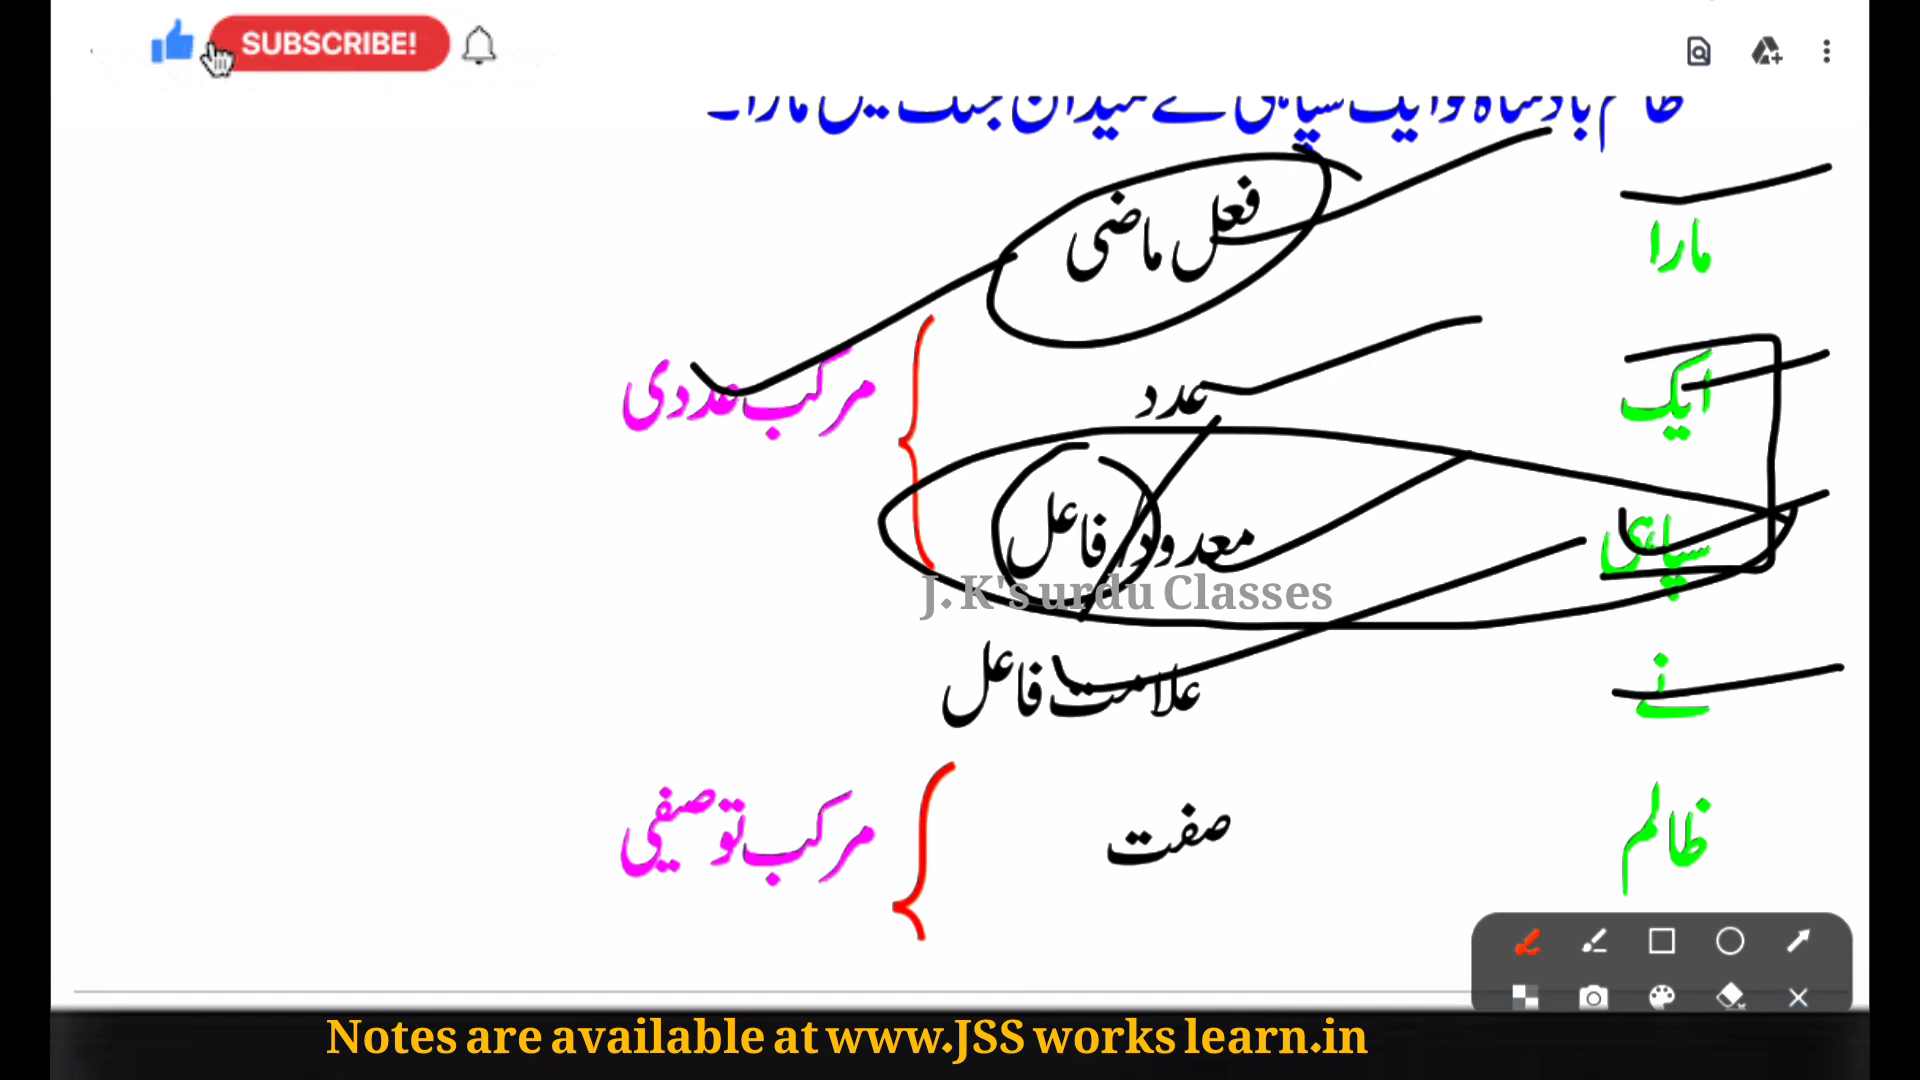 SUBSCRIBE!
ظالم بادشاہ کو ایک سپاہی نے میدان جنگ میں مارا۔
مارا فعل ماضی
ایک عدد مرکب عددی
سپاہی معدود/فاعل
J. K's urdu Classes
نے علامت فاعل
ظالم صفت مرکب توصیفی
Notes are available at www.JSS works learn.in